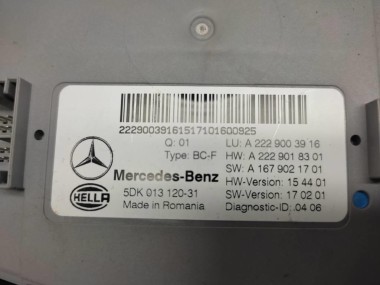 22290039161517101600925
Q: 01 LU: A 222 900 39 16
Type: BC-F HW: A 222 901 83 01
SW: A 167 902 17 01
Mercedes-Benz HW-Version: 15 44 01
HELLA 5DK 013 120-31 SW-Version: 17 02 01
Made in Romania Diagnostic-ID: 04 06